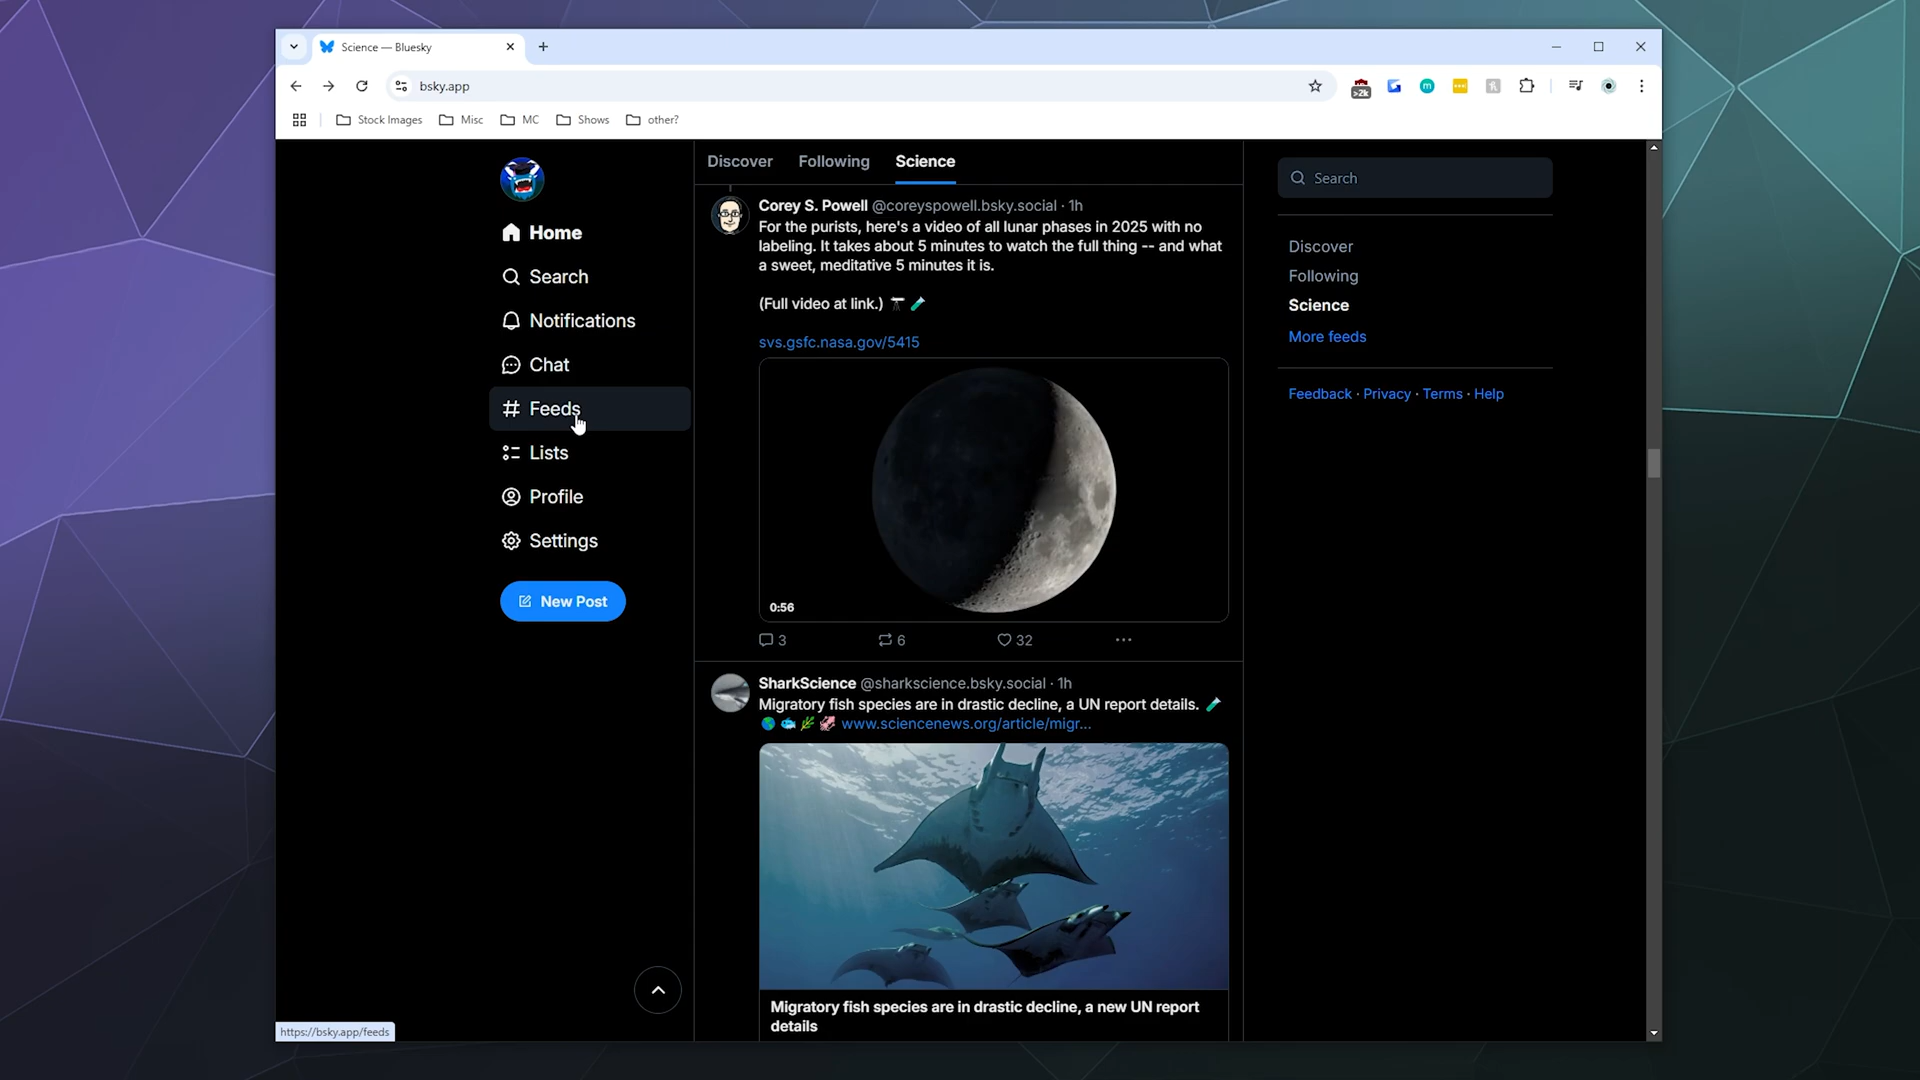 Science — Bluesky
bsky.app
>2k
m
Stock Images
Misc
MC
Shows
other?
Home
Search
Notifications
Chat
Feeds
Lists
Profile
Settings
New Post
Discover Following Science
Corey S. Powell @coreyspowell.bsky.social · 1h
For the purists, here's a video of all lunar phases in 2025 with no
labeling. It takes about 5 minutes to watch the full thing -- and what
a sweet, meditative 5 minutes it is.
(Full video at link.) 🔭 🧪
svs.gsfc.nasa.gov/5415
0:56
3 6 32
SharkScience @sharkscience.bsky.social · 1h
Migratory fish species are in drastic decline, a UN report details. 🧪
🌎 🐟 🌿 🦑 www.sciencenews.org/article/migr...
Migratory fish species are in drastic decline, a new UN report
details
Search
Discover
Following
Science
More feeds
Feedback · Privacy · Terms · Help
https://bsky.app/feeds